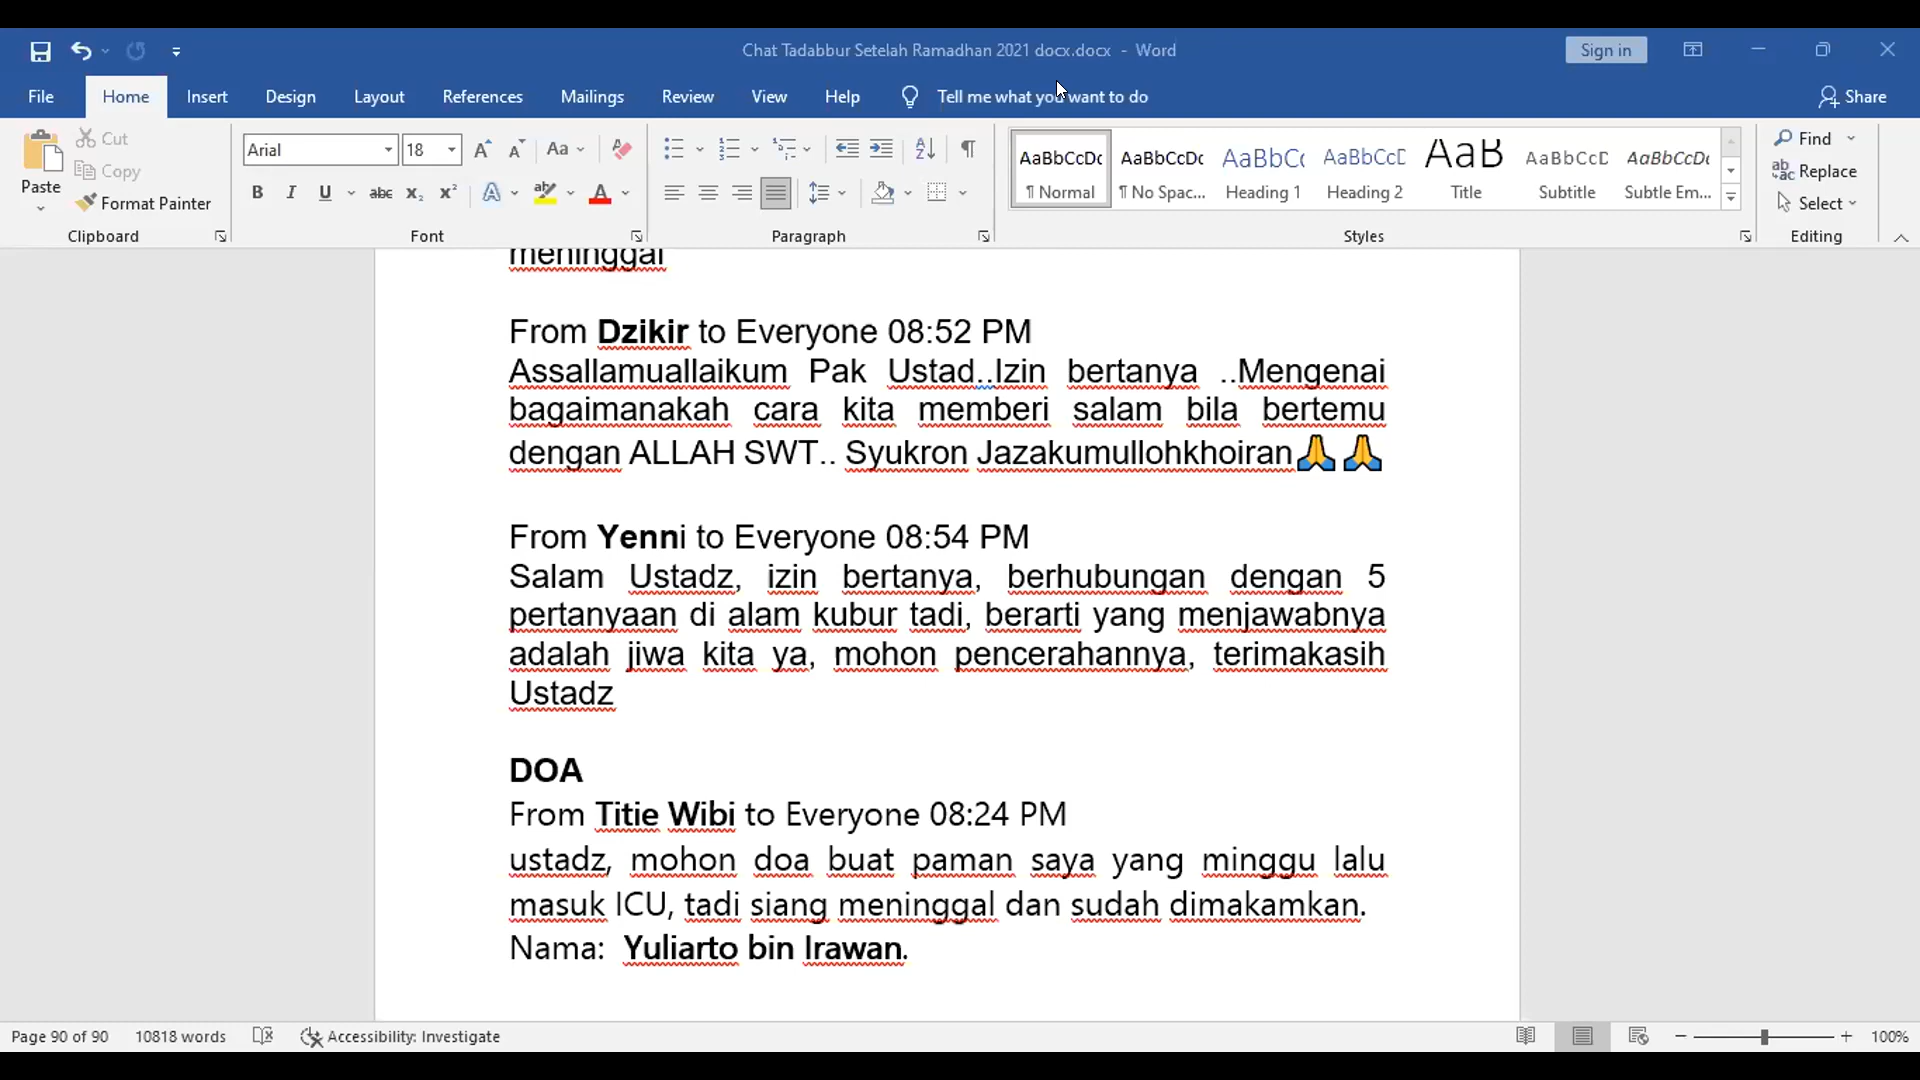 Chat Tadabbur Setelah Ramadhan 2021 docx.docx - Word
Sign in
File Home Insert Design Layout References Mailings Review View Help Tell me what you want to do Share
Paste
Cut
Copy
Format Painter
Clipboard
Arial 18
Aa
B I U abc x₂ x² A ab A
Font
Paragraph
AaBbCcDc AaBbCcDc AaBbCc AaBbCcD AaB AaBbCcD AaBbCcDc
¶ Normal ¶ No Spac... Heading 1 Heading 2 Title Subtitle Subtle Em...
Styles
Find
Replace
Select
Editing
meninggal
From Dzikir to Everyone 08:52 PM
Assallamuallaikum Pak Ustad..Izin bertanya ..Mengenai
bagaimanakah cara kita memberi salam bila bertemu
dengan ALLAH SWT.. Syukron Jazakumullohkhoiran🙏🙏
From Yenni to Everyone 08:54 PM
Salam Ustadz, izin bertanya, berhubungan dengan 5
pertanyaan di alam kubur tadi, berarti yang menjawabnya
adalah jiwa kita ya, mohon pencerahannya, terimakasih
Ustadz
DOA
From Titie Wibi to Everyone 08:24 PM
ustadz, mohon doa buat paman saya yang minggu lalu
masuk ICU, tadi siang meninggal dan sudah dimakamkan.
Nama: Yuliarto bin Irawan.
Page 90 of 90 10818 words Accessibility: Investigate 100%